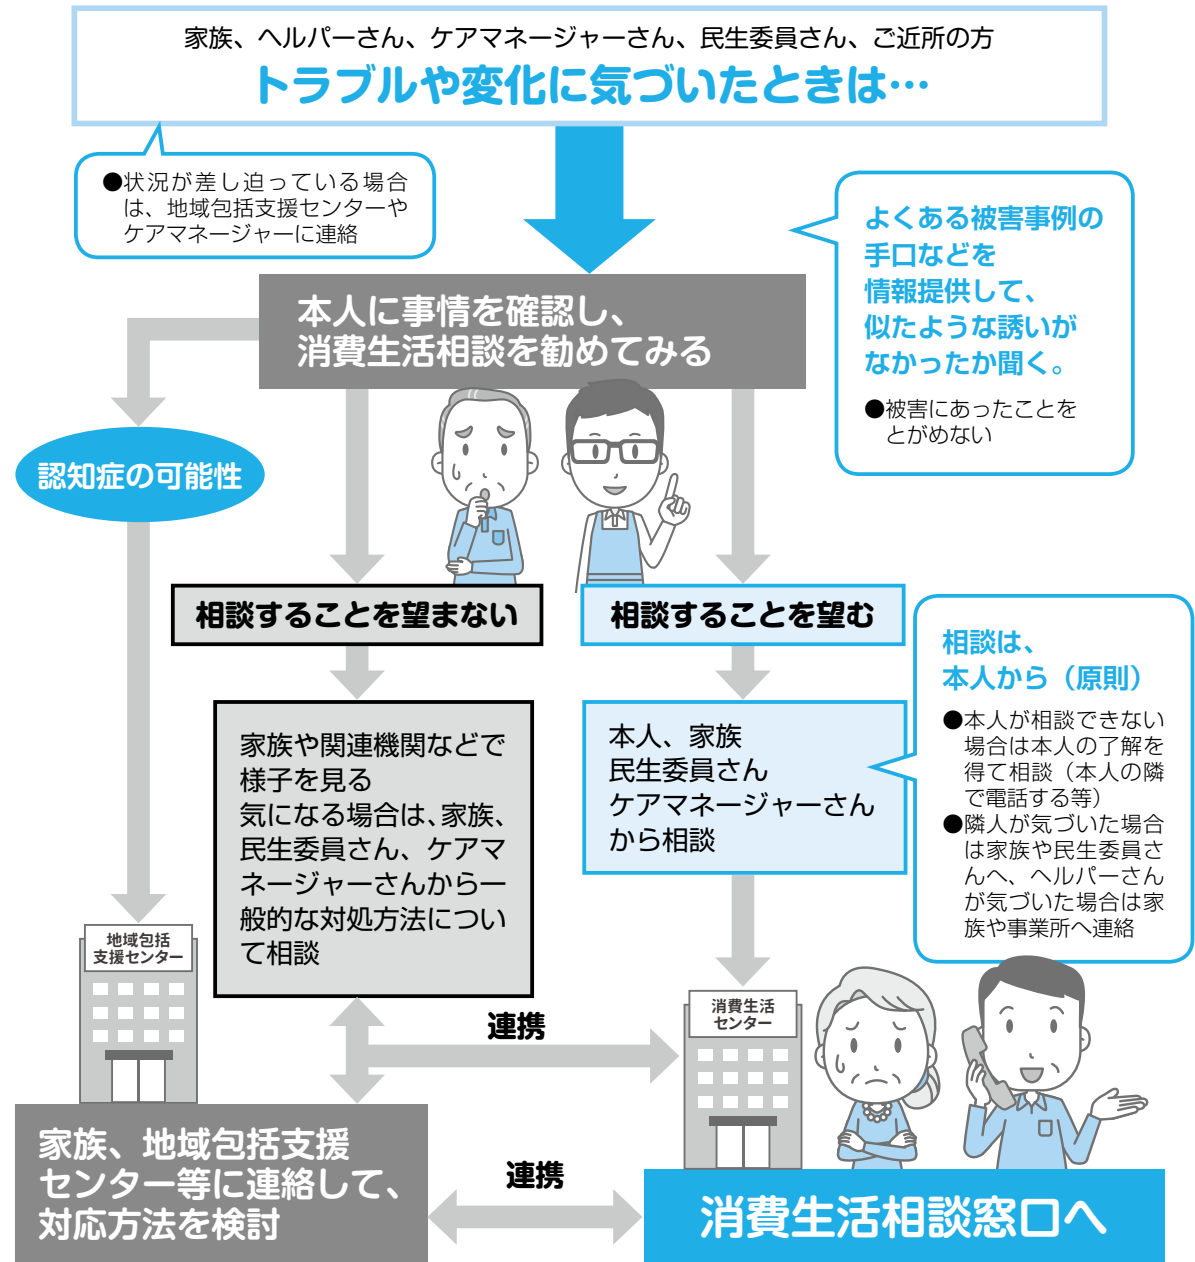 家族、ヘルパーさん、ケアマネージャーさん、民生委員さん、ご近所の方
トラブルや変化に気づいたときは…
●状況が差し迫っている場合
は、地域包括支援センターや
ケアマネージャーに連絡
よくある被害事例の
手口などを
情報提供して、
似たような誘いが
なかったか聞く。
●被害にあったことを
とがめない
本人に事情を確認し、
消費生活相談を勧めてみる
認知症の可能性
相談することを望まない
相談することを望む
家族や関連機関などで
様子を見る
気になる場合は、家族、
民生委員さん、ケアマ
ネージャーさんから一
般的な対処方法につい
て相談
本人、家族
民生委員さん
ケアマネージャーさん
から相談
相談は、
本人から（原則）
●本人が相談できない
場合は本人の了解を
得て相談（本人の隣
で電話する等）
●隣人が気づいた場合
は家族や民生委員さ
んへ、ヘルパーさん
が気づいた場合は家
族や事業所へ連絡
地域包括
支援センター
連携
消費生活
センター
家族、地域包括支援
センター等に連絡して、
対応方法を検討
連携
消費生活相談窓口へ